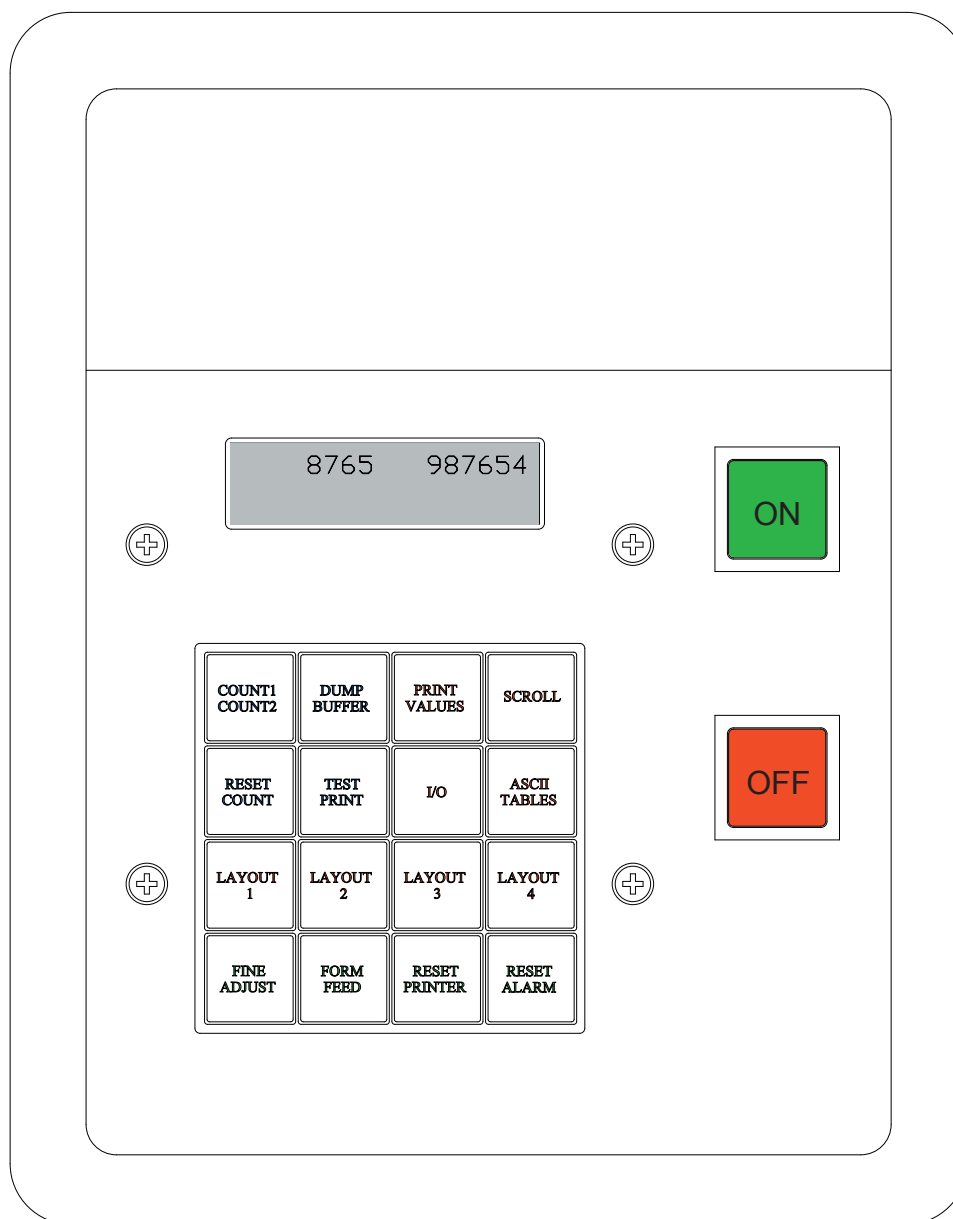 8765 987654
ON
COUNT1
COUNT2
DUMP
BUFFER
PRINT
VALUES
SCROLL
RESET
COUNT
TEST
PRINT
I/O
ASCII
TABLES
OFF
LAYOUT
1
LAYOUT
2
LAYOUT
3
LAYOUT
4
FINE
ADJUST
FORM
FEED
RESET
PRINTER
RESET
ALARM